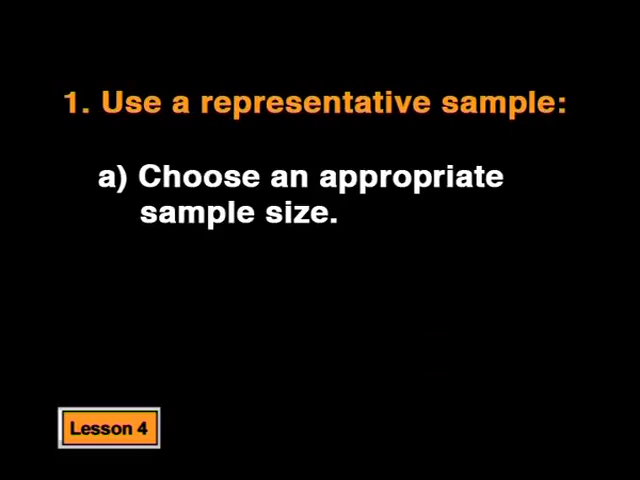 1. Use a representative sample:
a) Choose an appropriate
sample size.
Lesson 4